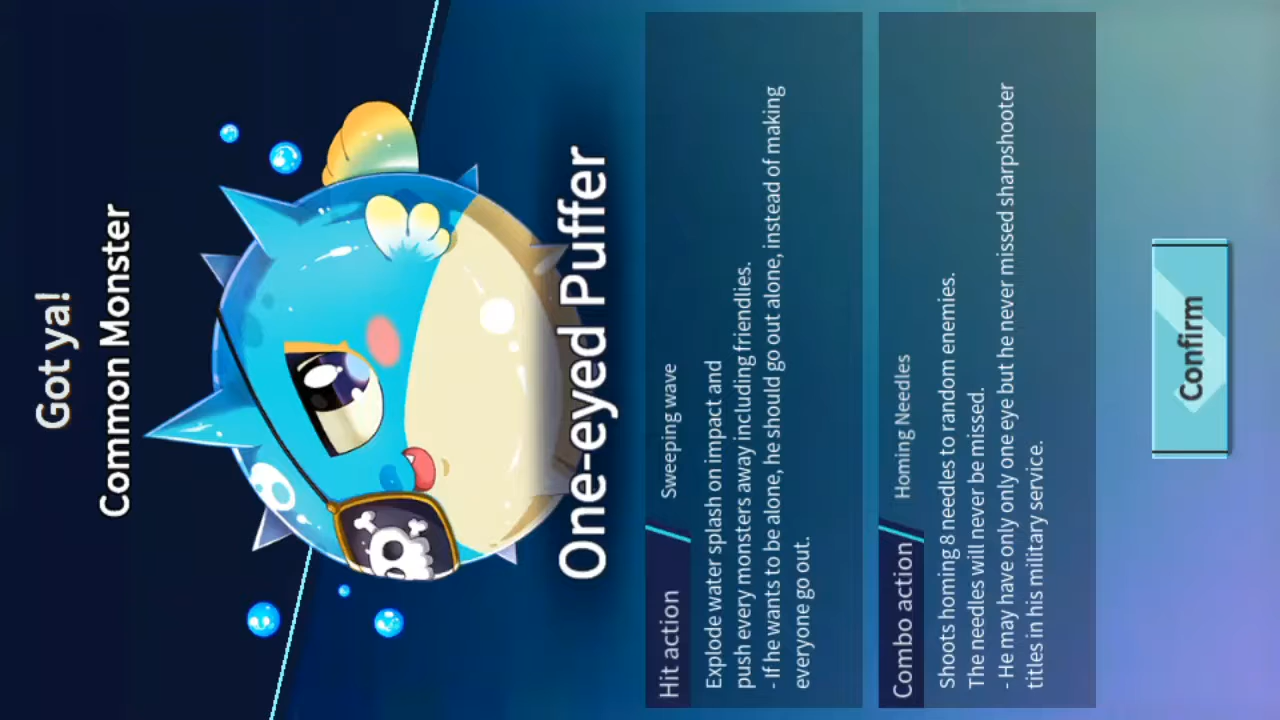 Got ya!
Common Monster
One-eyed Puffer
Hit action
Sweeping wave
Explode water splash on impact and
push every monsters away including friendlies.
- If he wants to be alone, he should go out alone, instead of making
everyone go out.
Combo action
Homing Needles
Shoots homing 8 needles to random enemies.
The needles will never be missed.
- He may have only one eye but he never missed sharpshooter
titles in his military service.
Confirm